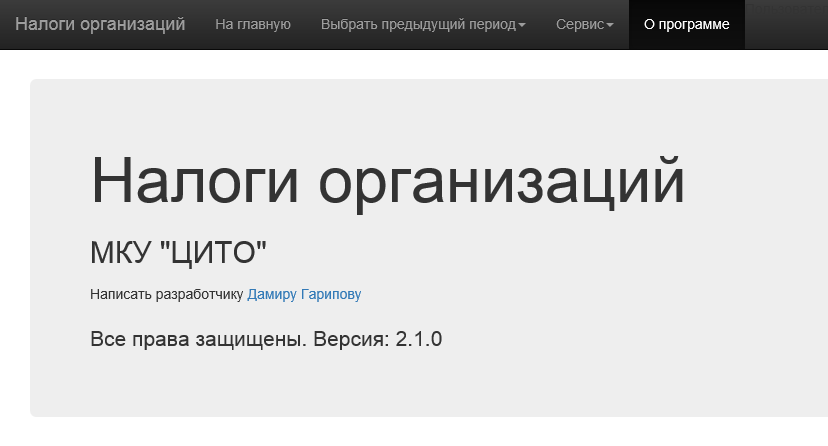 Налоги организаций На главную Выбрать предыдущий период Сервис О программе
Налоги организаций
МКУ "ЦИТО"
Написать разработчику Дамиру Гарипову
Все права защищены. Версия: 2.1.0